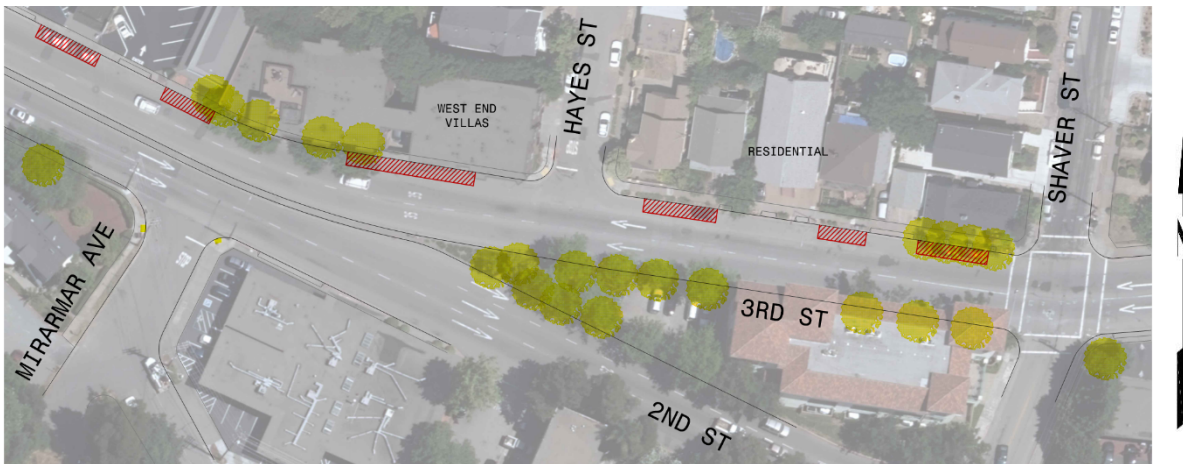 HAYES ST
SHAVER ST
WEST END
VILLAS
RESIDENTIAL
MIRARMAR AVE
3RD ST
2ND ST